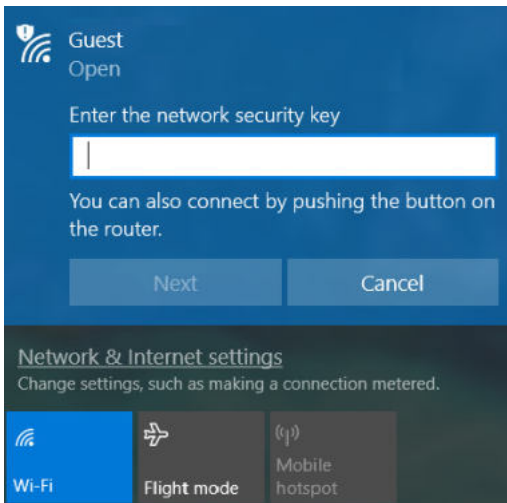 Guest
Open
Enter the network security key
You can also connect by pushing the button on
the router.
Next Cancel
Network & Internet settings
Change settings, such as making a connection metered.
Wi-Fi Flight mode Mobile
hotspot